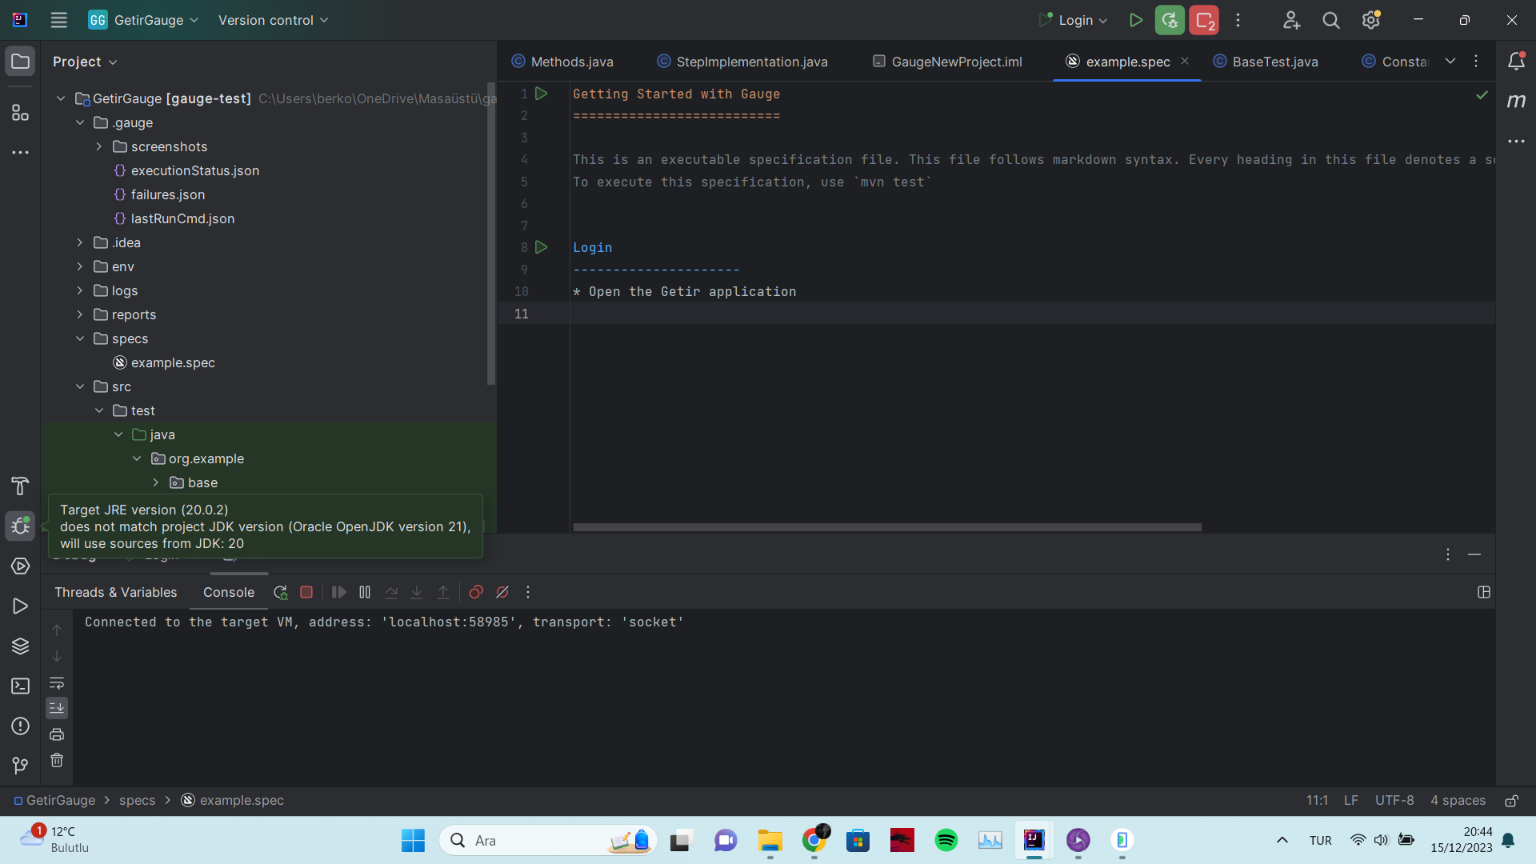 GG GetirGauge Version control Login 2
Project
Methods.java StepImplementation.java GaugeNewProject.iml example.spec BaseTest.java Consta
GetirGauge [gauge-test] C:\Users\berko\OneDrive\Masaüstü\ga
.gauge
screenshots
{} executionStatus.json
{} failures.json
{} lastRunCmd.json
.idea
env
logs
reports
specs
example.spec
src
test
java
org.example
base
1 Getting Started with Gauge
2 ==========================
3
4 This is an executable specification file. This file follows markdown syntax. Every heading in this file denotes a s
5 To execute this specification, use `mvn test`
6
7
8 Login
9 ---------------------
10 * Open the Getir application
11
Target JRE version (20.0.2)
does not match project JDK version (Oracle OpenJDK version 21),
will use sources from JDK: 20
Threads & Variables Console
Connected to the target VM, address: 'localhost:58985', transport: 'socket'
GetirGauge > specs > example.spec
11:1 LF UTF-8 4 spaces
1 12°C
Bulutlu
Ara
TUR
20:44
15/12/2023